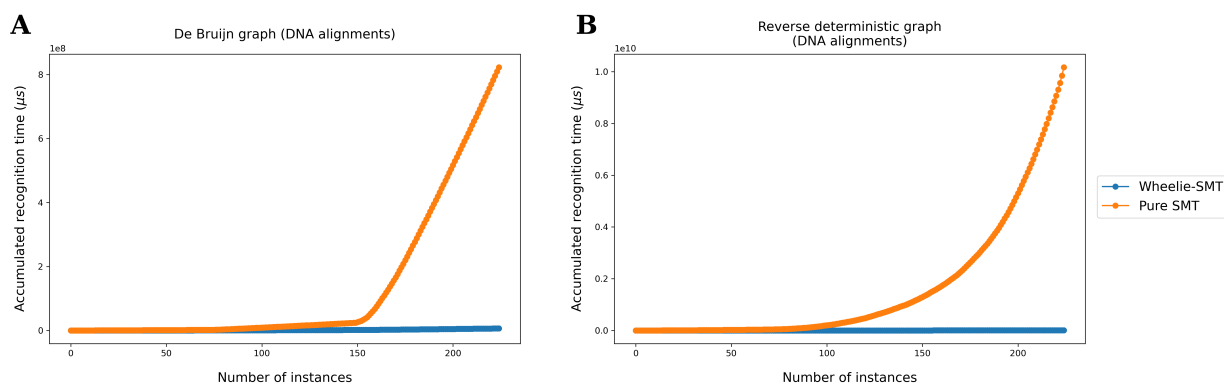 A
De Bruijn graph (DNA alignments)
1e8
8
6
4
2
0
Accumulated recognition time (μs)
0 50 100 150 200
Number of instances
B
Reverse deterministic graph
(DNA alignments)
1e10
1.0
0.8
0.6
0.4
0.2
0.0
Accumulated recognition time (μs)
0 50 100 150 200
Number of instances
Wheelie-SMT
Pure SMT